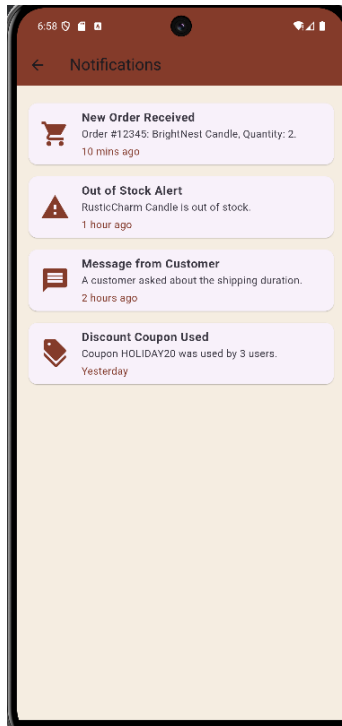 6:58
Notifications
New Order Received
Order #12345: BrightNest Candle, Quantity: 2.
10 mins ago
Out of Stock Alert
RusticCharm Candle is out of stock.
1 hour ago
Message from Customer
A customer asked about the shipping duration.
2 hours ago
Discount Coupon Used
Coupon HOLIDAY20 was used by 3 users.
Yesterday